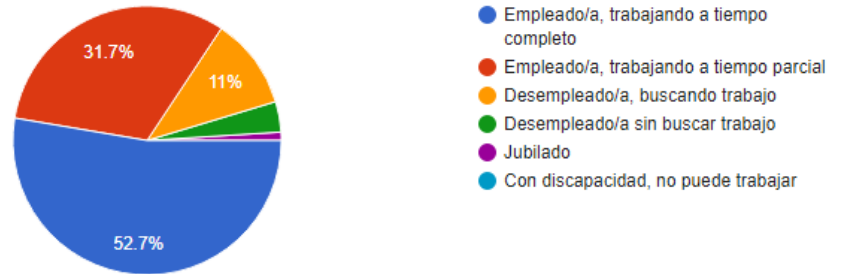 31.7%
11%
52.7%
Empleado/a, trabajando a tiempo
completo
Empleado/a, trabajando a tiempo parcial
Desempleado/a, buscando trabajo
Desempleado/a sin buscar trabajo
Jubilado
Con discapacidad, no puede trabajar